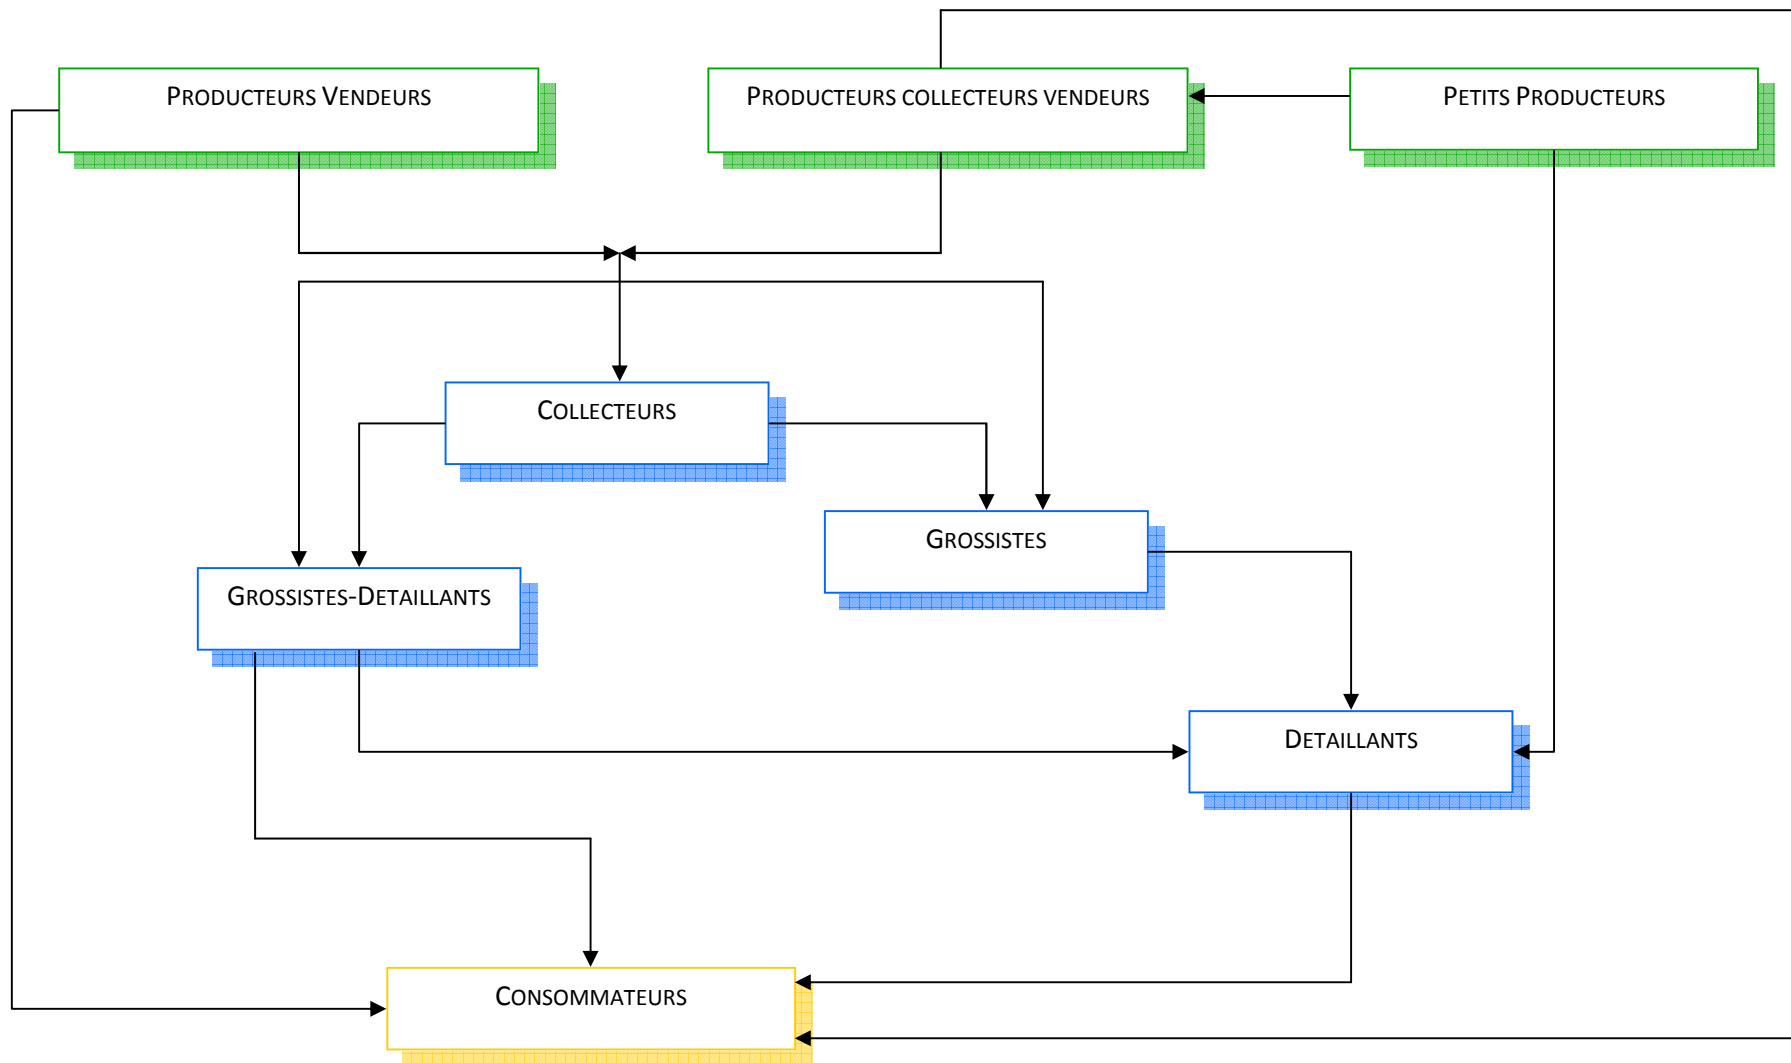 PRODUCTEURS VENDEURS
PRODUCTEURS COLLECTEURS VENDEURS
PETITS PRODUCTEURS
COLLECTEURS
GROSSISTES
GROSSISTES-DETAILLANTS
DETAILLANTS
CONSOMMATEURS